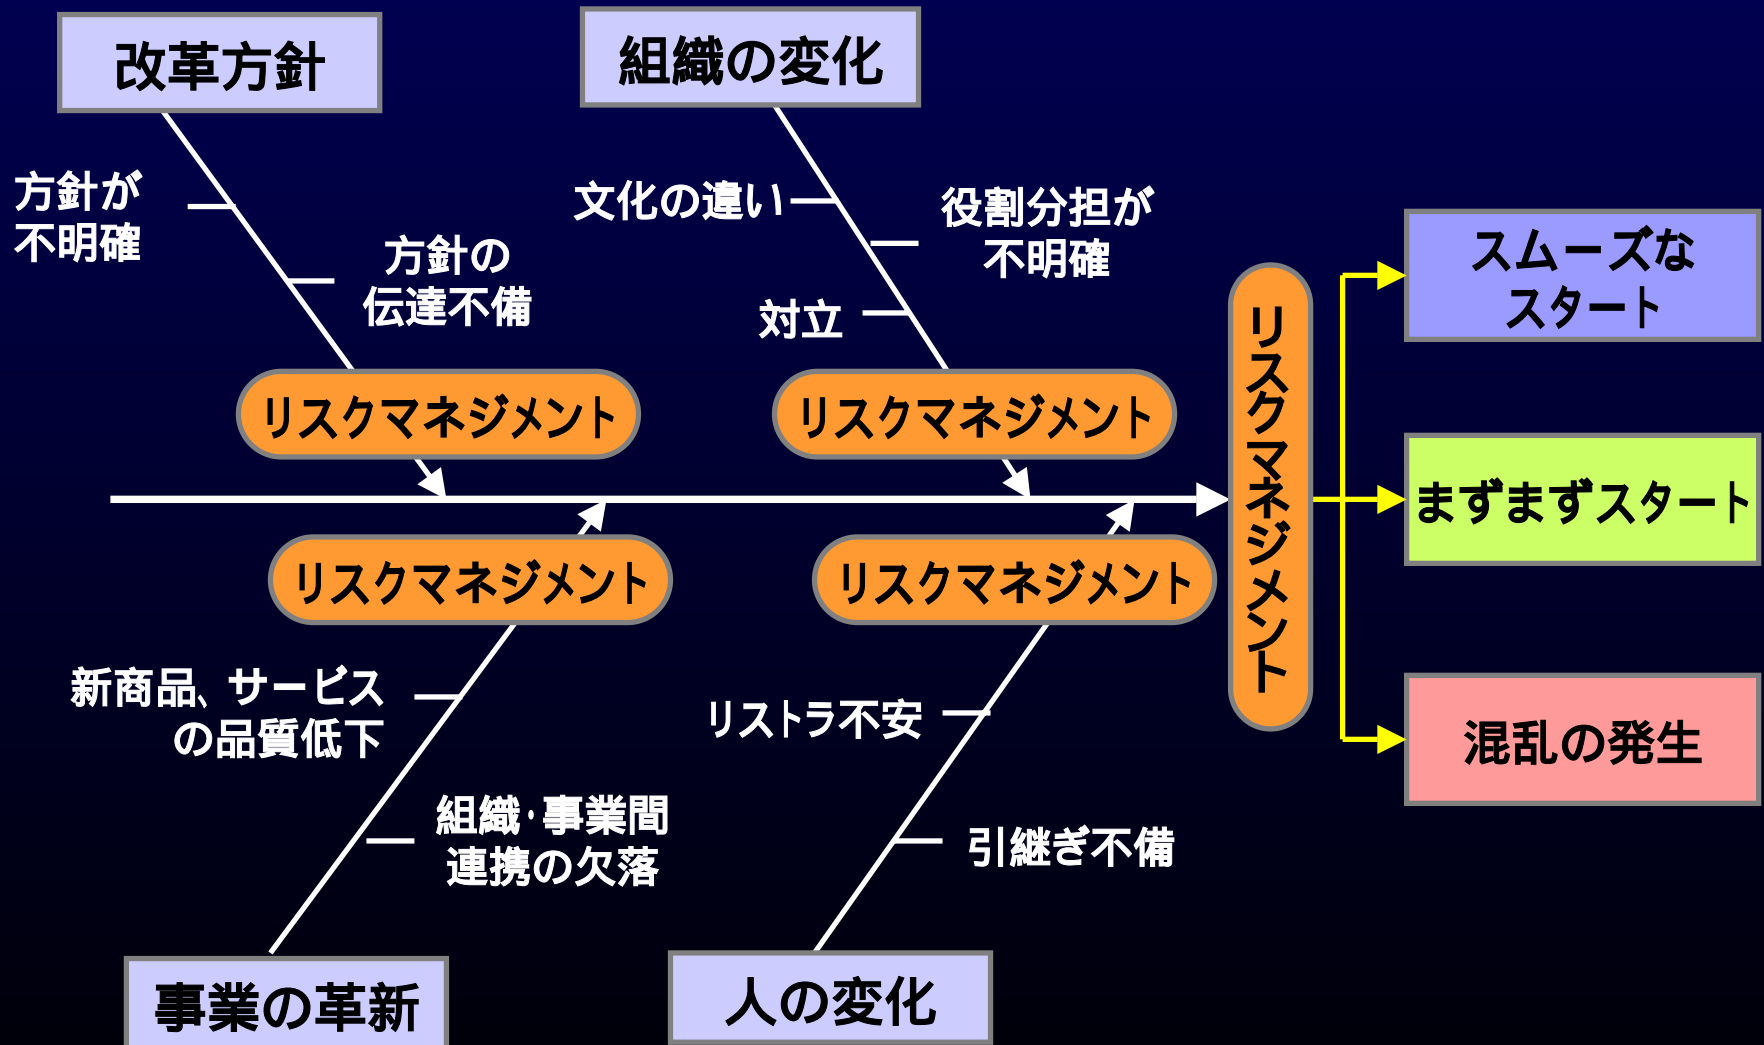 改革方針
組織の変化
方針が
不明確
方針の
伝達不備
文化の違い
役割分担が
不明確
対立
リスクマネジメント
リスクマネジメント
リスクマネジメント
リスクマネジメント
リスクマネジメント
スムーズな
スタート
まずまずスタート
混乱の発生
新商品、サービス
の品質低下
組織・事業間
連携の欠落
リストラ不安
引継ぎ不備
事業の革新
人の変化